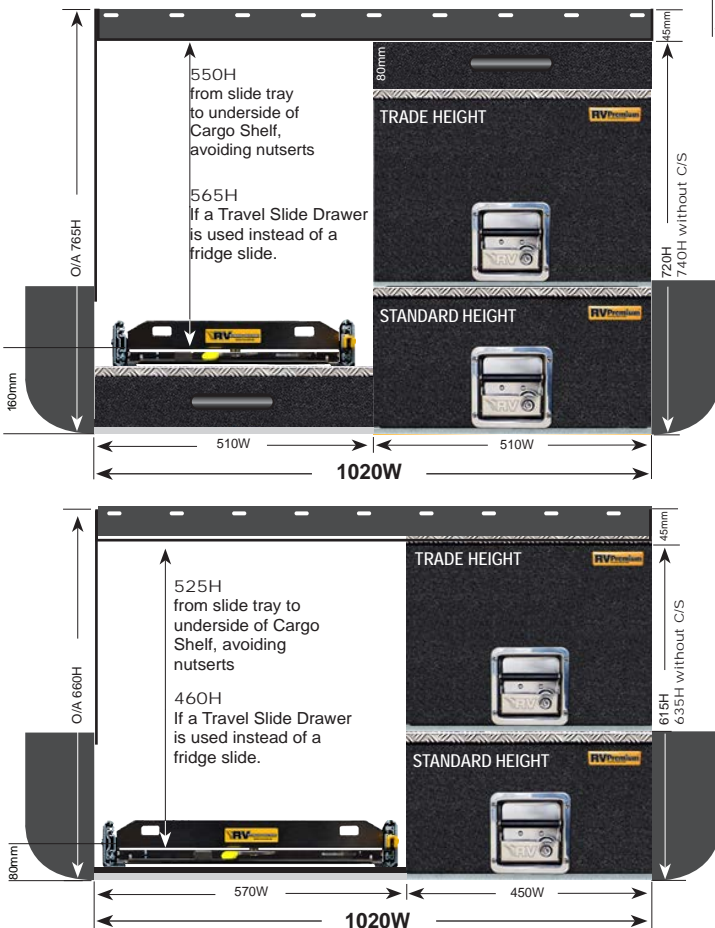 45mm
80mm
550H
from slide tray
to underside of
Cargo Shelf,
avoiding nutserts
TRADE HEIGHT
RVPremium
565H
If a Travel Slide Drawer
is used instead of a
fridge slide.
O/A 765H
720H
740H without C/S
STANDARD HEIGHT
RVPremium
RV
RV
160mm
510W
510W
1020W
45mm
TRADE HEIGHT
RVPremium
525H
from slide tray to
underside of Cargo
Shelf, avoiding
nutserts
O/A 660H
615H
635H without C/S
460H
If a Travel Slide Drawer
is used instead of a
fridge slide.
RV
STANDARD HEIGHT
RVPremium
RV
RV
80mm
570W
450W
1020W